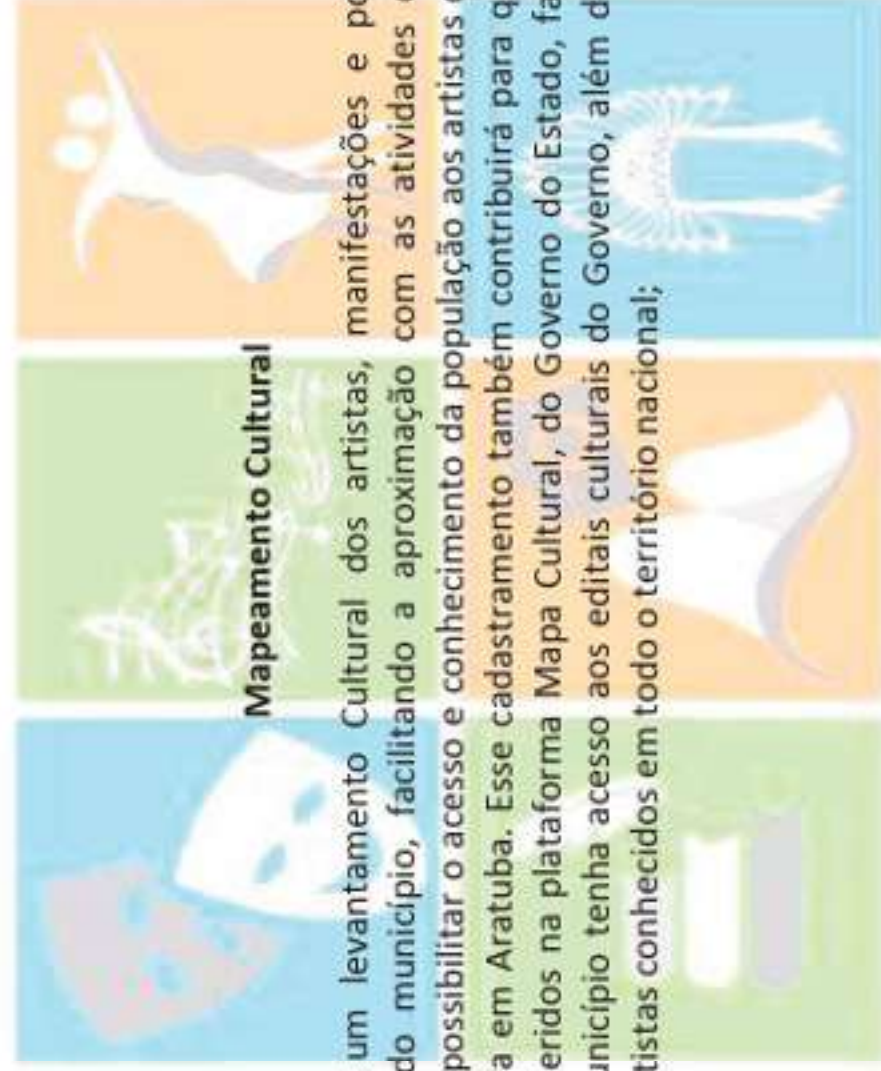 Mapeamento Cultural
um levantamento Cultural dos artistas, manifestações e po
do município, facilitando a aproximação com as atividades
possibilitar o acesso e conhecimento da população aos artistas
a em Aratuba. Esse cadastramento também contribuirá para q
eridos na plataforma Mapa Cultural, do Governo do Estado, fa
unicípio tenha acesso aos editais culturais do Governo, além d
tistas conhecidos em todo o território nacional;